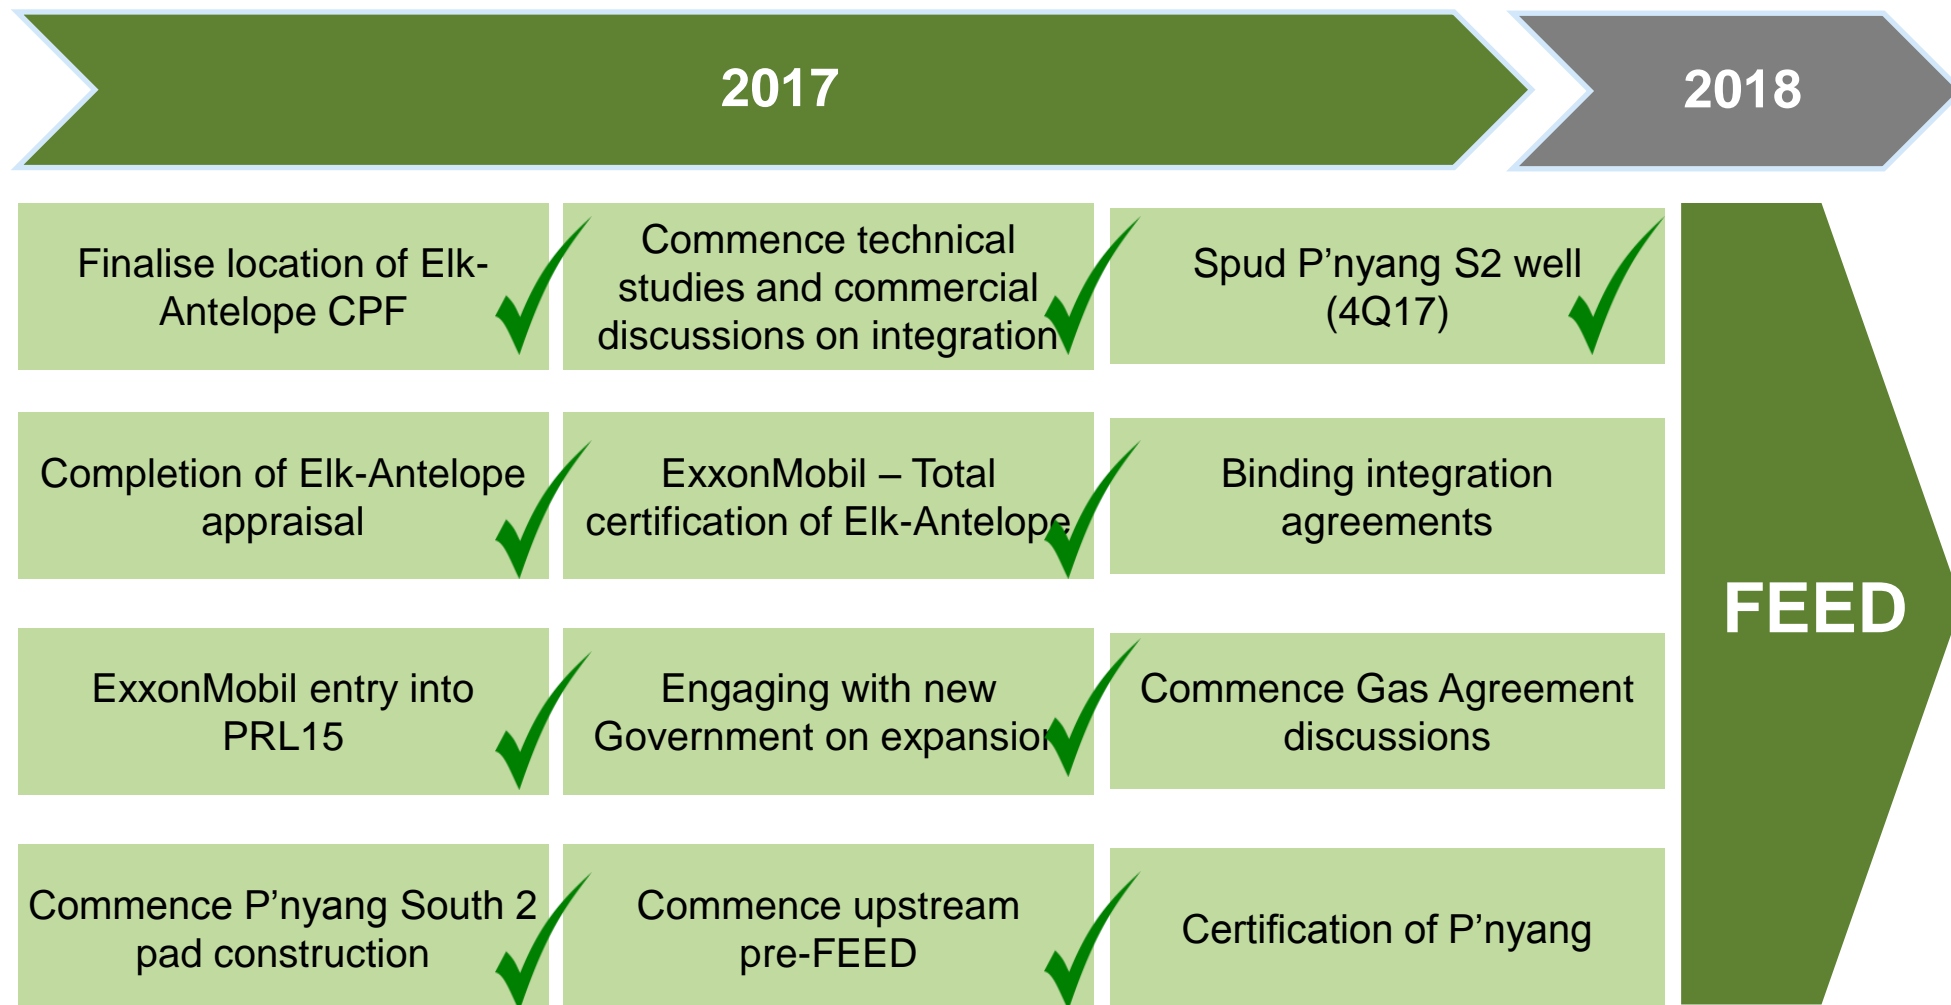 2017
2018
Finalise location of Elk-
Antelope CPF
Commence technical
studies and commercial
discussions on integration
Spud P’nyang S2 well
(4Q17)
Completion of Elk-Antelope
appraisal
ExxonMobil – Total
certification of Elk-Antelope
Binding integration
agreements
ExxonMobil entry into
PRL15
Engaging with new
Government on expansion
Commence Gas Agreement
discussions
Commence P’nyang South 2
pad construction
Commence upstream
pre-FEED
Certification of P’nyang
FEED